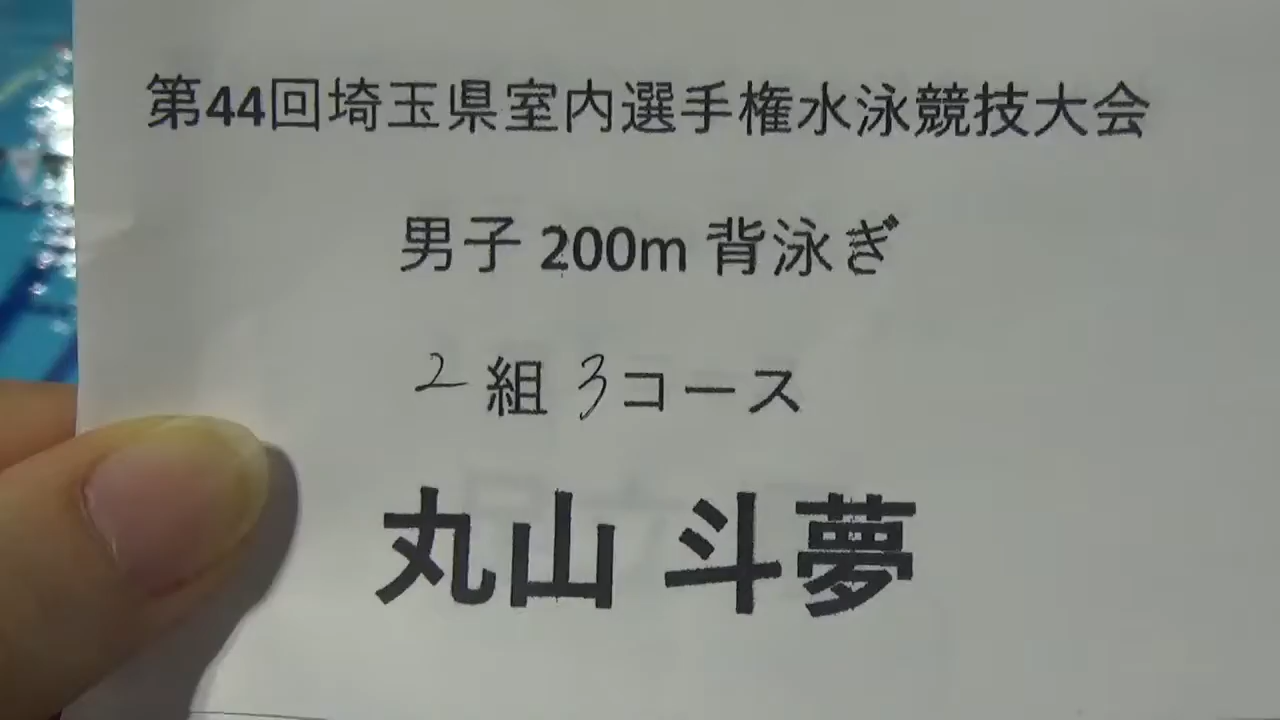 第44回埼玉県室内選手権水泳競技大会
男子 200m 背泳ぎ
2 組 3 コース
丸山 斗夢